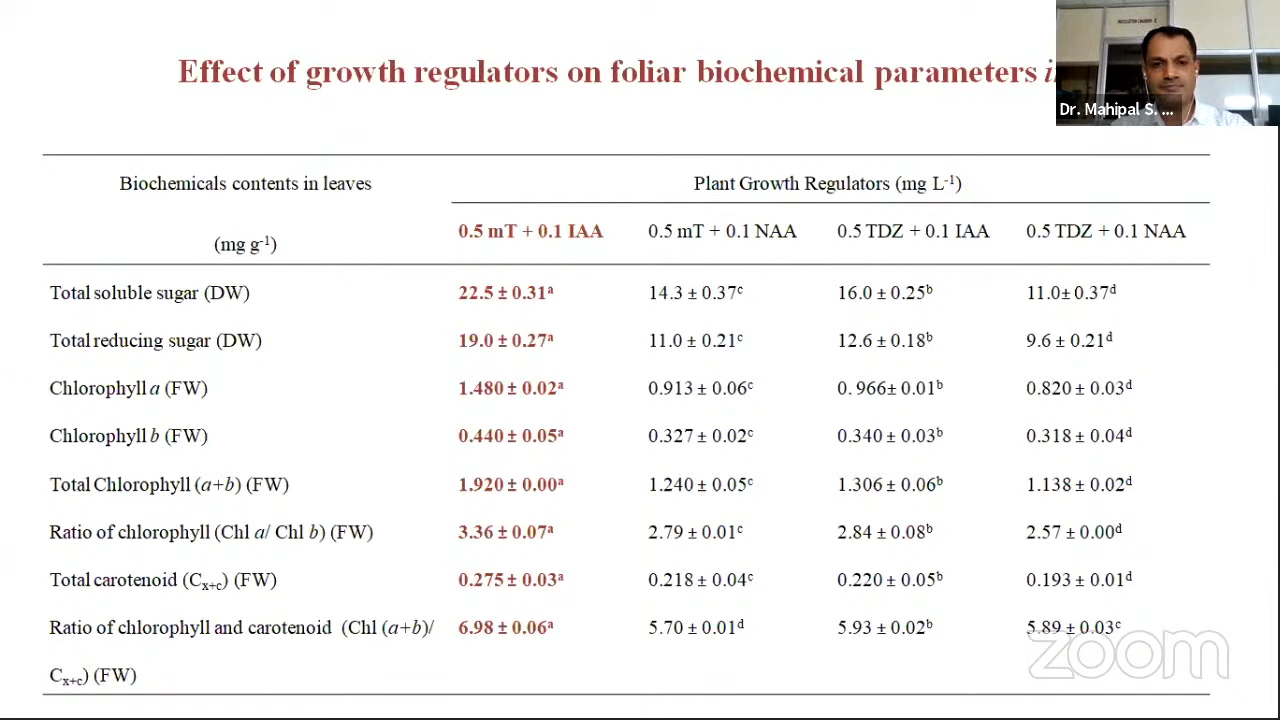 Effect of growth regulators on foliar biochemical parameters
Dr. Mahipal S. ...
Biochemicals contents in leaves
(mg g-1)
Plant Growth Regulators (mg L-1)
0.5 mT + 0.1 IAA 0.5 mT + 0.1 NAA 0.5 TDZ + 0.1 IAA 0.5 TDZ + 0.1 NAA
Total soluble sugar (DW) 22.5 ± 0.31a 14.3 ± 0.37c 16.0 ± 0.25b 11.0± 0.37d
Total reducing sugar (DW) 19.0 ± 0.27a 11.0 ± 0.21c 12.6 ± 0.18b 9.6 ± 0.21d
Chlorophyll a (FW) 1.480 ± 0.02a 0.913 ± 0.06c 0. 966± 0.01b 0.820 ± 0.03d
Chlorophyll b (FW) 0.440 ± 0.05a 0.327 ± 0.02c 0.340 ± 0.03b 0.318 ± 0.04d
Total Chlorophyll (a+b) (FW) 1.920 ± 0.00a 1.240 ± 0.05c 1.306 ± 0.06b 1.138 ± 0.02d
Ratio of chlorophyll (Chl a/ Chl b) (FW) 3.36 ± 0.07a 2.79 ± 0.01c 2.84 ± 0.08b 2.57 ± 0.00d
Total carotenoid (Cx+c) (FW) 0.275 ± 0.03a 0.218 ± 0.04c 0.220 ± 0.05b 0.193 ± 0.01d
Ratio of chlorophyll and carotenoid (Chl (a+b)/ 6.98 ± 0.06a 5.70 ± 0.01d 5.93 ± 0.02b 5.89 ± 0.03c
Cx+c) (FW)
zoom